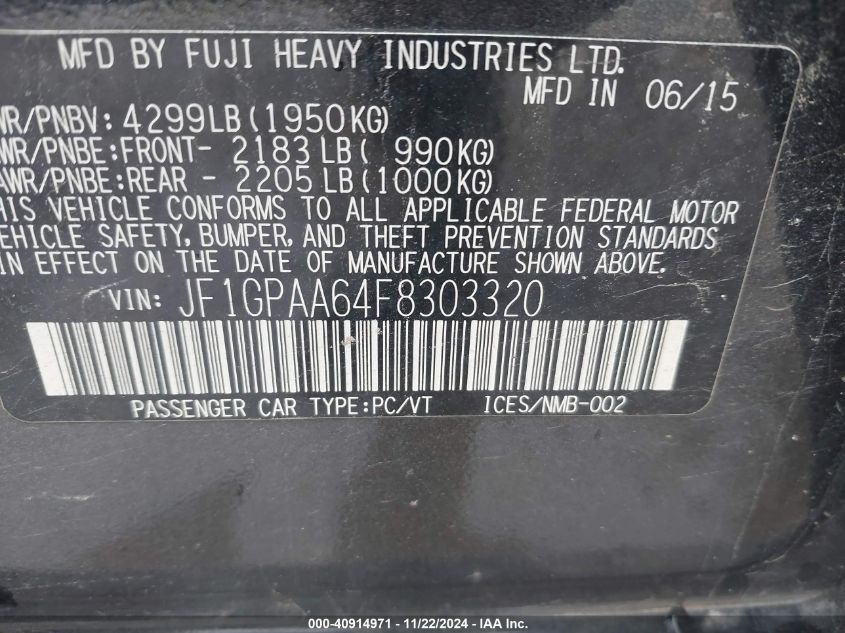 MFD BY FUJI HEAVY INDUSTRIES LTD.
MFD IN 06/15
WR/PNBV: 4299LB (1950KG)
WR/PNBE:FRONT- 2183 LB ( 990KG)
AWR/PNBE:REAR - 2205 LB (1000KG)
HIS VEHICLE CONFORMS TO ALL APPLICABLE FEDERAL MOTOR
EHICLE SAFETY, BUMPER, AND THEFT PREVENTION STANDARDS
IN EFFECT ON THE DATE OF MANUFACTURE SHOWN ABOVE.
VIN: JF1GPAA64F8303320
PASSENGER CAR TYPE:PC/VT ICES/NMB-002
000-40914971 - 11/22/2024 - IAA Inc.